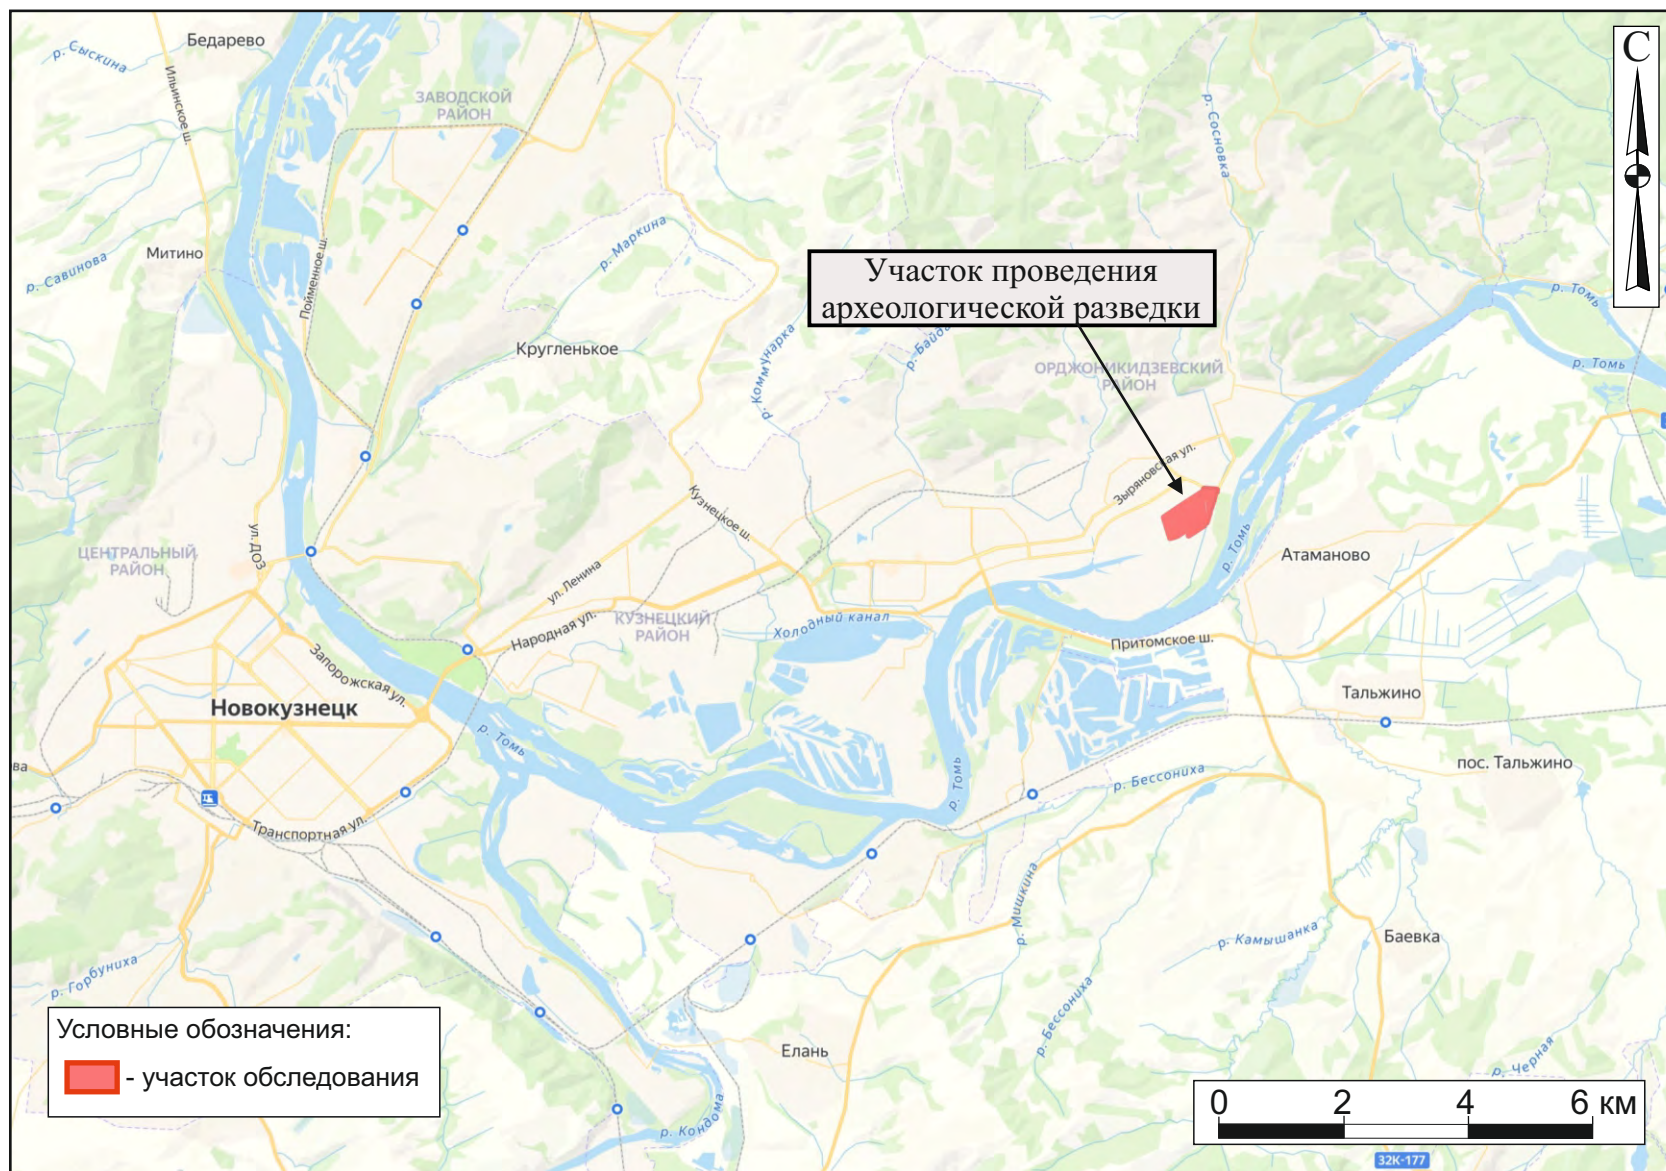 Бедарево
р. Сыскина
Ильинское ш.
ЗАВОДСКОЙ
РАЙОН
С
р. Сосновка
Митино
р. Савинова
Пойменное ш.
р. Маркина
Участок проведения
археологической разведки
р. Томь
р. Томь
Кругленькое
р. Коммунарка
р. Байда
ОРДЖОНИКИДЗЕВСКИЙ
РАЙОН
Зыряновская ул.
Кузнецкое ш.
ул. ДОЗ
ЦЕНТРАЛЬНЫЙ
РАЙОН
р. Томь
Атаманово
ул. Ленина
Народная ул.
КУЗНЕЦКИЙ
РАЙОН
Холодный канал
Притомское ш.
Запорожская ул.
Новокузнецк
р. Томь
Тальжино
ва
р. Томь
р. Бессониха
пос. Тальжино
Транспортная ул.
р. Мишкина
р. Камышанка
Баевка
р. Горбуниха
р. Бессониха
Условные обозначения:
- участок обследования
Елань
р. Черная
р. Кондома
0 2 4 6 км
32К-177